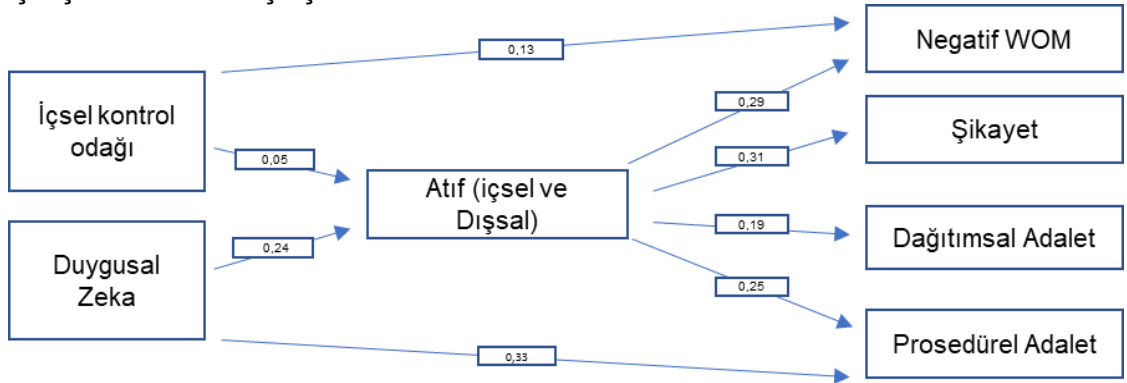 Negatif WOM
0,13
İçsel kontrol
odağı
0,29
Şikayet
0,05
0,31
Atıf (içsel ve
Dışsal)
0,19
Dağıtımsal Adalet
0,24
Duygusal
Zeka
0,25
Prosedürel Adalet
0,33